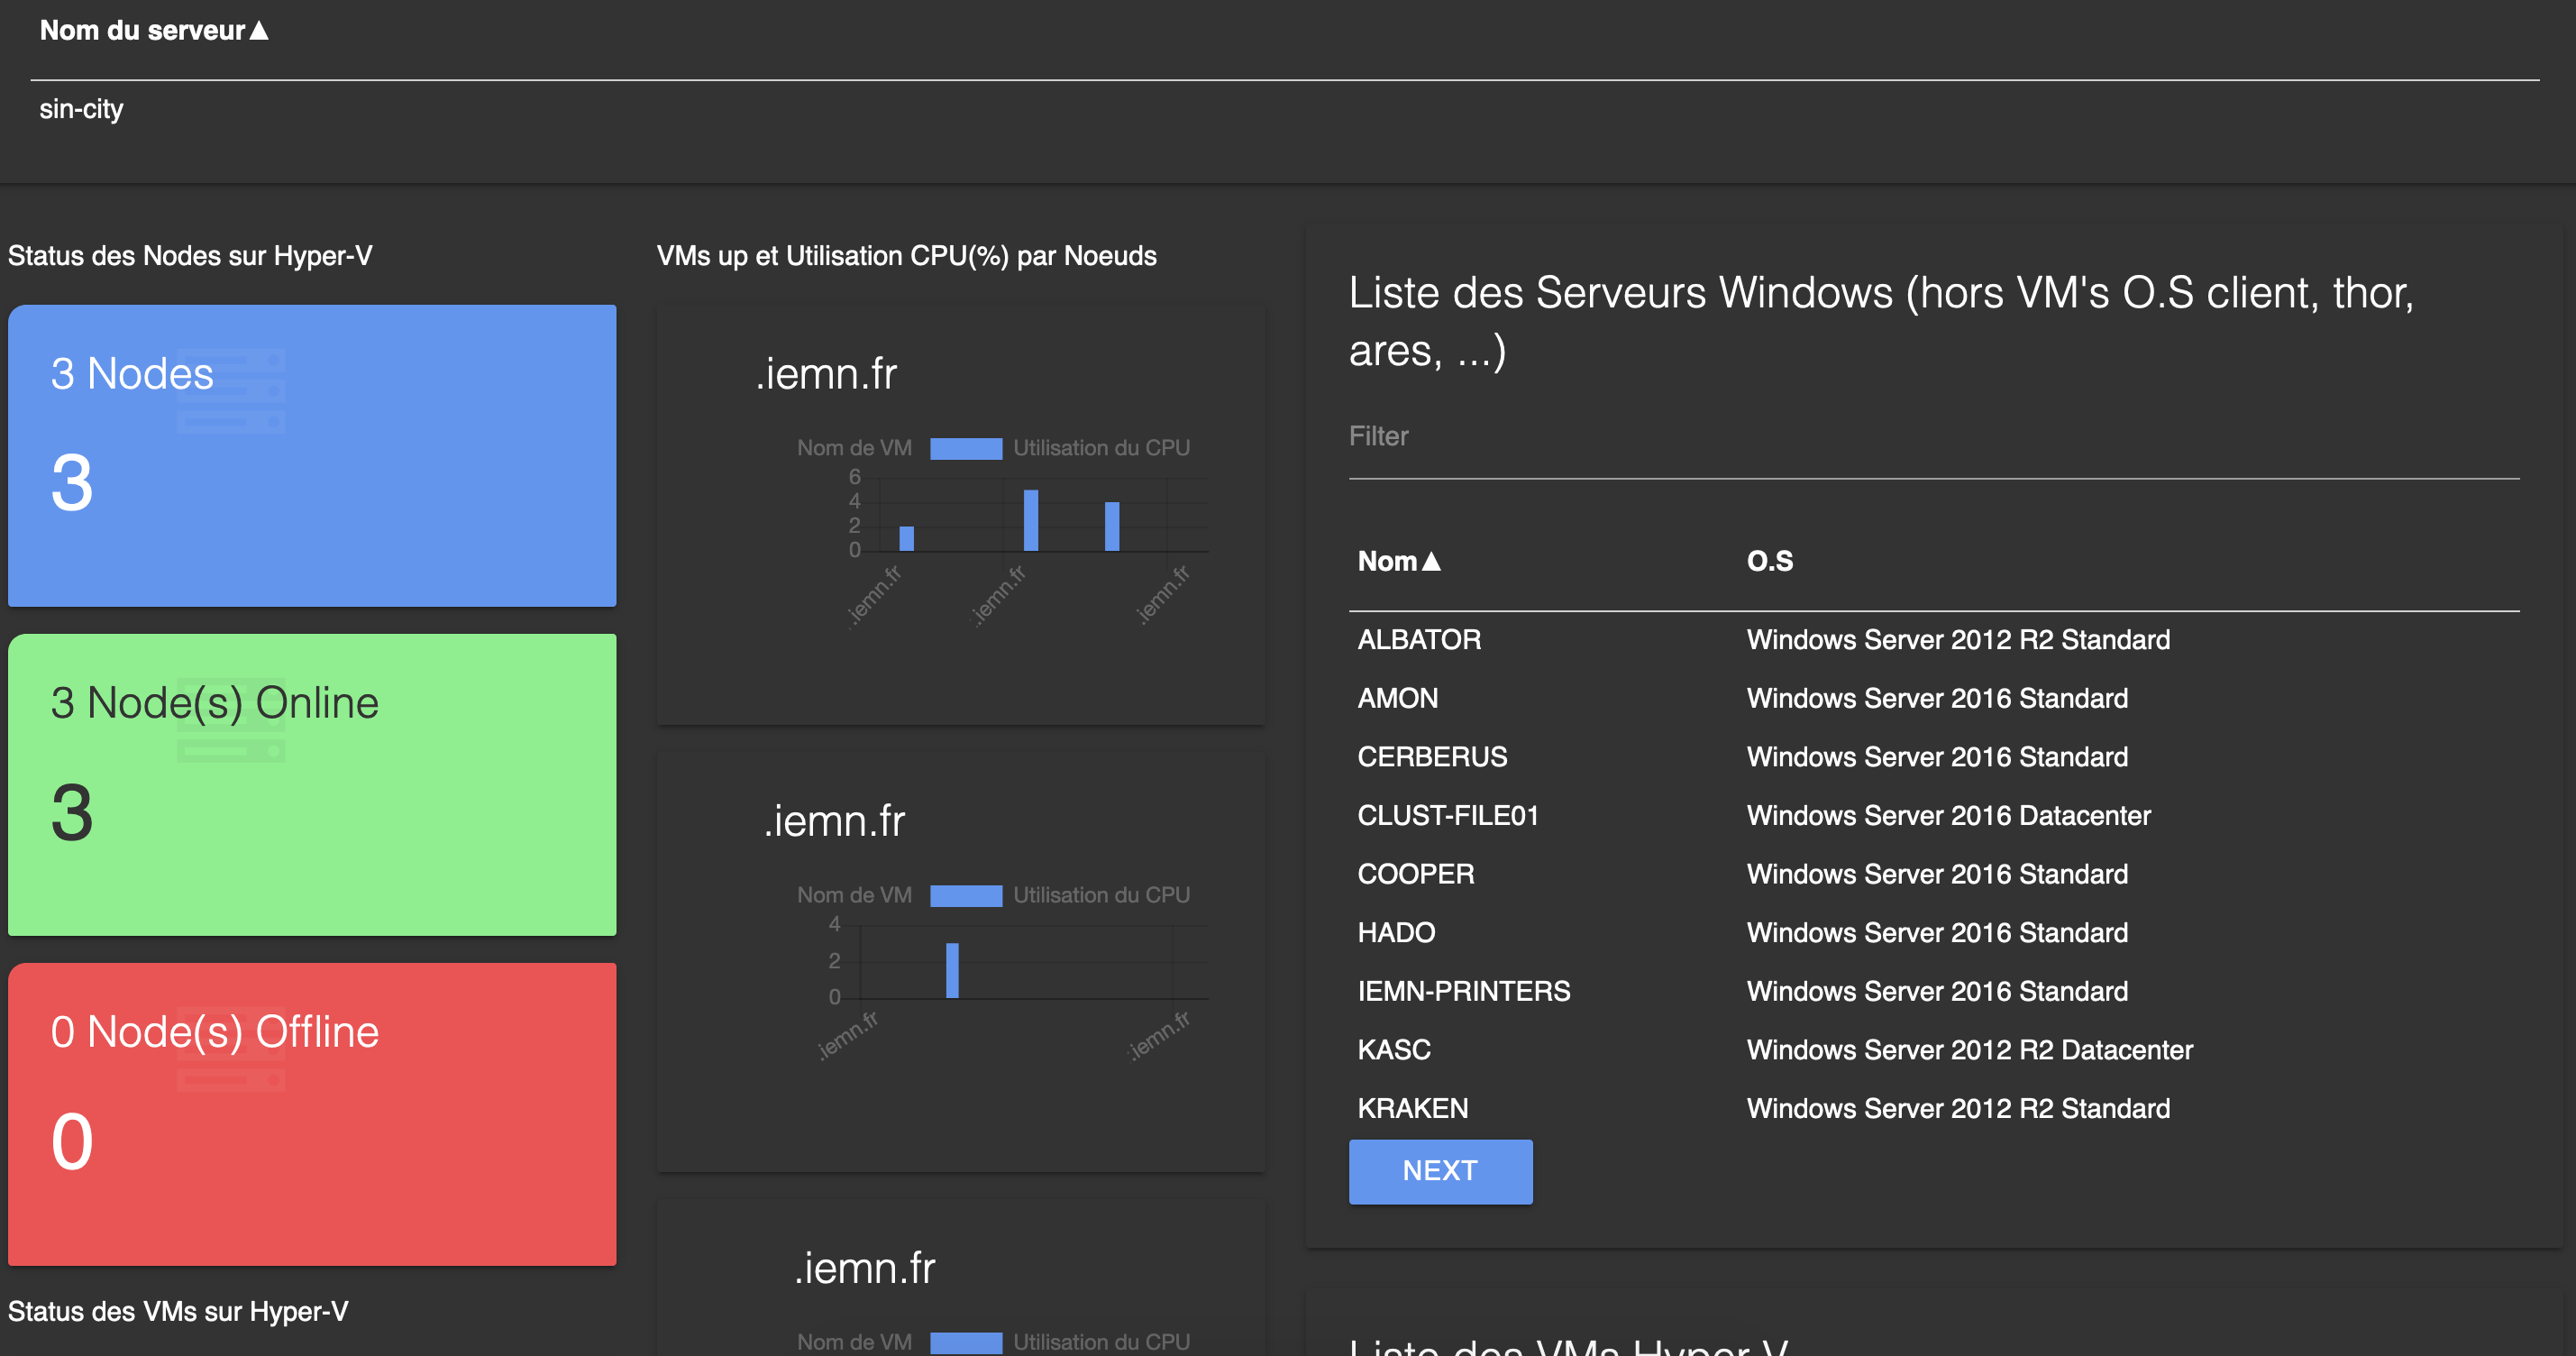 Nom du serveur▲
sin-city
Status des Nodes sur Hyper-V
3 Nodes
3
3 Node(s) Online
3
0 Node(s) Offline
0
Status des VMs sur Hyper-V
VMs up et Utilisation CPU(%) par Noeuds
.iemn.fr
Nom de VM Utilisation du CPU
6
4
2
0
.iemn.fr .iemn.fr .iemn.fr
.iemn.fr
Nom de VM Utilisation du CPU
4
2
0
.iemn.fr .iemn.fr
.iemn.fr
Nom de VM Utilisation du CPU
Liste des Serveurs Windows (hors VM's O.S client, thor,
ares, ...)
Filter
Nom▲ O.S
ALBATOR Windows Server 2012 R2 Standard
AMON Windows Server 2016 Standard
CERBERUS Windows Server 2016 Standard
CLUST-FILE01 Windows Server 2016 Datacenter
COOPER Windows Server 2016 Standard
HADO Windows Server 2016 Standard
IEMN-PRINTERS Windows Server 2016 Standard
KASC Windows Server 2012 R2 Datacenter
KRAKEN Windows Server 2012 R2 Standard
NEXT
Liste des VMs Hyper-V